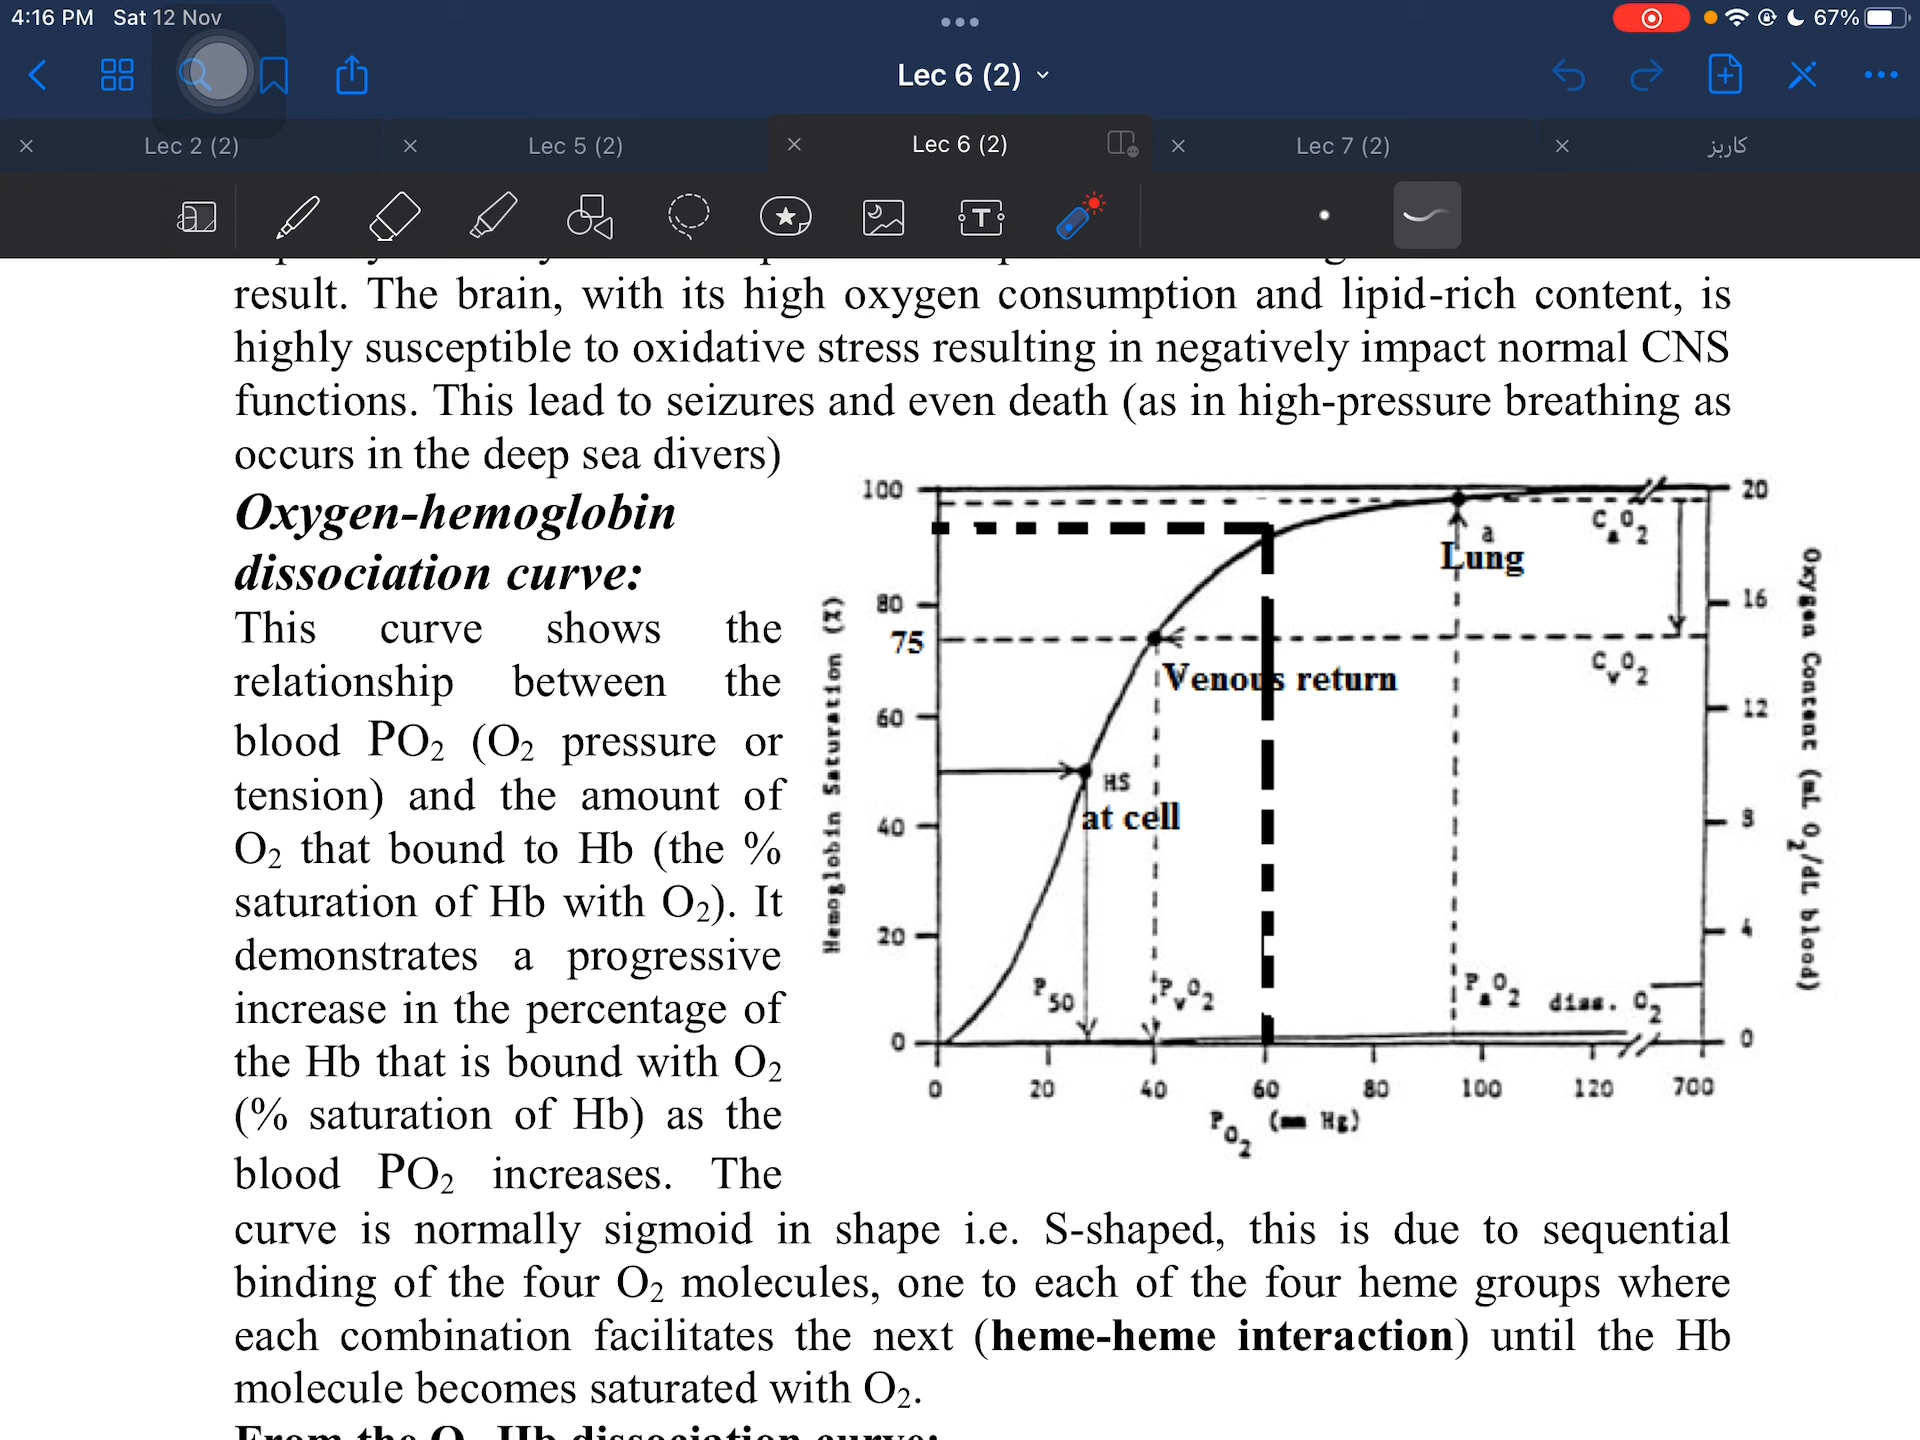 4:16 PM Sat 12 Nov
67%
Lec 6 (2)
Lec 2 (2)
Lec 5 (2)
Lec 6 (2)
Lec 7 (2)
كاربز
result. The brain, with its high oxygen consumption and lipid-rich content, is
highly susceptible to oxidative stress resulting in negatively impact normal CNS
functions. This lead to seizures and even death (as in high-pressure breathing as
occurs in the deep sea divers)
Oxygen-hemoglobin
dissociation curve:
This curve shows the
relationship between the
blood PO₂ (O₂ pressure or
tension) and the amount of
O₂ that bound to Hb (the %
saturation of Hb with O₂). It
demonstrates a progressive
increase in the percentage of
the Hb that is bound with O₂
(% saturation of Hb) as the
blood PO₂ increases. The
curve is normally sigmoid in shape i.e. S-shaped, this is due to sequential
binding of the four O₂ molecules, one to each of the four heme groups where
each combination facilitates the next (heme-heme interaction) until the Hb
molecule becomes saturated with O₂.
From the O₂-Hb dissociation curve:
Hemoglobin Saturation (%)
100
80
75
60
40
20
0
a
Lung
Venous return
HS
at cell
P50
PvO₂
PaO₂
diss. O₂
CaO₂
CvO₂
20
16
12
8
4
0
Oxygen Content (mL O₂/dL blood)
0 20 40 60 80 100 120 700
PO₂ (mm Hg)